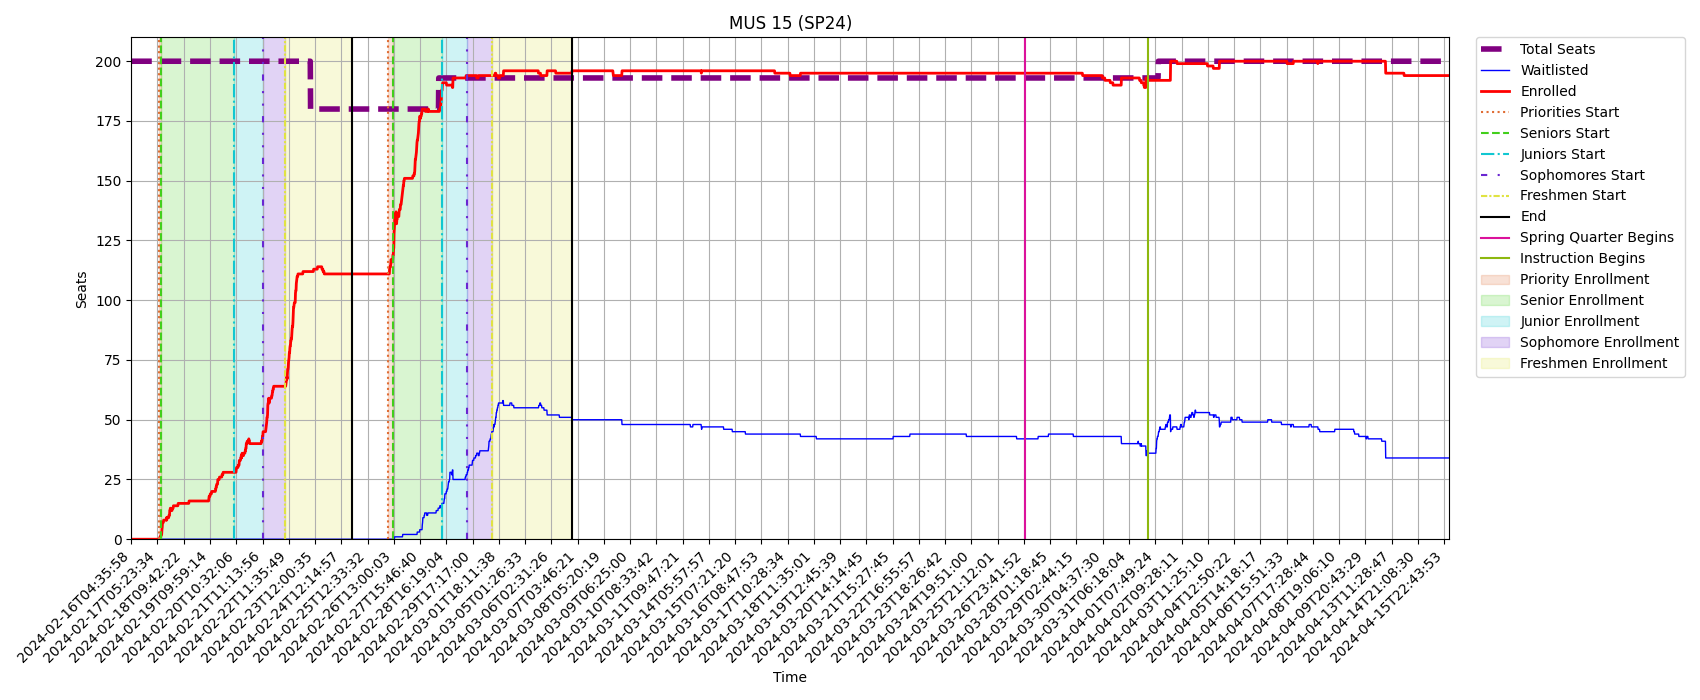 MUS 15 (SP24)
Seats
200
175
150
125
100
75
50
25
0
2024-02-16T04:35:58
2024-02-17T05:23:34
2024-02-18T09:42:22
2024-02-19T09:59:14
2024-02-20T10:32:06
2024-02-21T11:13:56
2024-02-22T11:35:49
2024-02-23T12:00:35
2024-02-24T12:14:57
2024-02-25T12:33:32
2024-02-26T13:00:03
2024-02-27T15:46:40
2024-02-28T16:19:04
2024-02-29T17:17:00
2024-03-01T18:11:38
2024-03-05T01:26:33
2024-03-06T02:31:26
2024-03-07T03:46:21
2024-03-08T05:20:19
2024-03-09T06:25:00
2024-03-10T08:33:42
2024-03-11T09:47:23
2024-03-14T05:57:57
2024-03-15T07:21:20
2024-03-16T08:47:53
2024-03-17T10:28:34
2024-03-18T11:35:01
2024-03-19T12:45:39
2024-03-20T14:14:45
2024-03-21T15:27:45
2024-03-22T16:55:57
2024-03-23T18:26:42
2024-03-24T19:51:00
2024-03-25T21:12:01
2024-03-26T23:41:52
2024-03-28T01:18:45
2024-03-29T02:44:15
2024-03-30T04:37:30
2024-03-31T06:18:04
2024-04-01T07:49:24
2024-04-02T09:28:11
2024-04-03T11:25:10
2024-04-04T12:50:22
2024-04-05T14:18:17
2024-04-06T15:51:33
2024-04-07T17:28:44
2024-04-08T19:06:10
2024-04-09T20:43:29
2024-04-13T11:28:47
2024-04-14T21:08:30
2024-04-15T22:43:53
Time
Total Seats
Waitlisted
Enrolled
Priorities Start
Seniors Start
Juniors Start
Sophomores Start
Freshmen Start
End
Spring Quarter Begins
Instruction Begins
Priority Enrollment
Senior Enrollment
Junior Enrollment
Sophomore Enrollment
Freshmen Enrollment